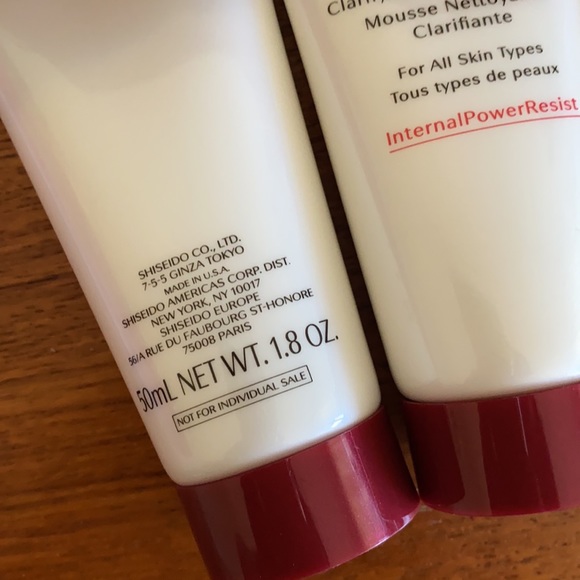 SHISEIDO CO., LTD.
7-5-5 GINZA TOKYO
MADE IN U.S.A.
SHISEIDO AMERICAS CORP. DIST.
NEW YORK, NY 10017
SHISEIDO EUROPE
56/A RUE DU FAUBOURG ST-HONORE
75008 PARIS
50mL NET WT. 1.8 OZ.
NOT FOR INDIVIDUAL SALE
Mousse
Clarifiante
For All Skin Types
Tous types de peaux
InternalPowerResist